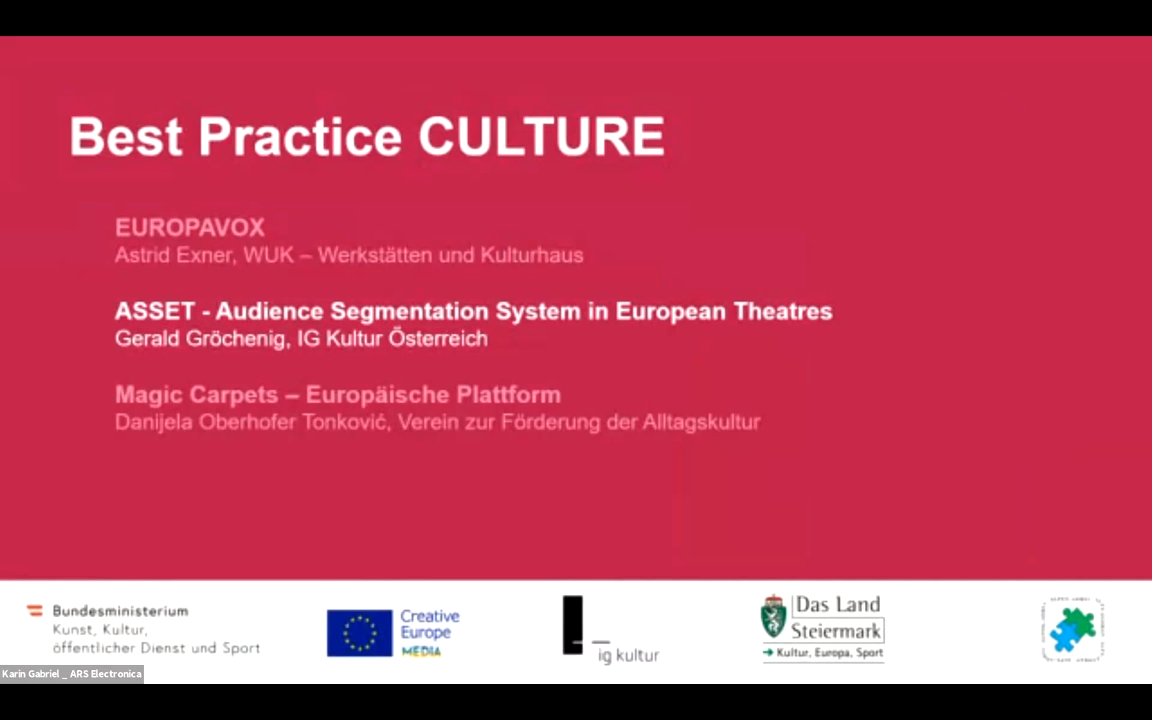 Best Practice CULTURE
EUROPAVOX
Astrid Exner, WUK – Werkstätten und Kulturhaus
ASSET - Audience Segmentation System in European Theatres
Gerald Gröchenig, IG Kultur Österreich
Magic Carpets – Europäische Plattform
Danijela Oberhofer Tonković, Verein zur Förderung der Alltagskultur
Bundesministerium
Kunst, Kultur,
öffentlicher Dienst und Sport
Creative
Europe
MEDIA
ig kultur
Das Land
Steiermark
→ Kultur, Europa, Sport
Karin Gabriel _ ARS Electronica